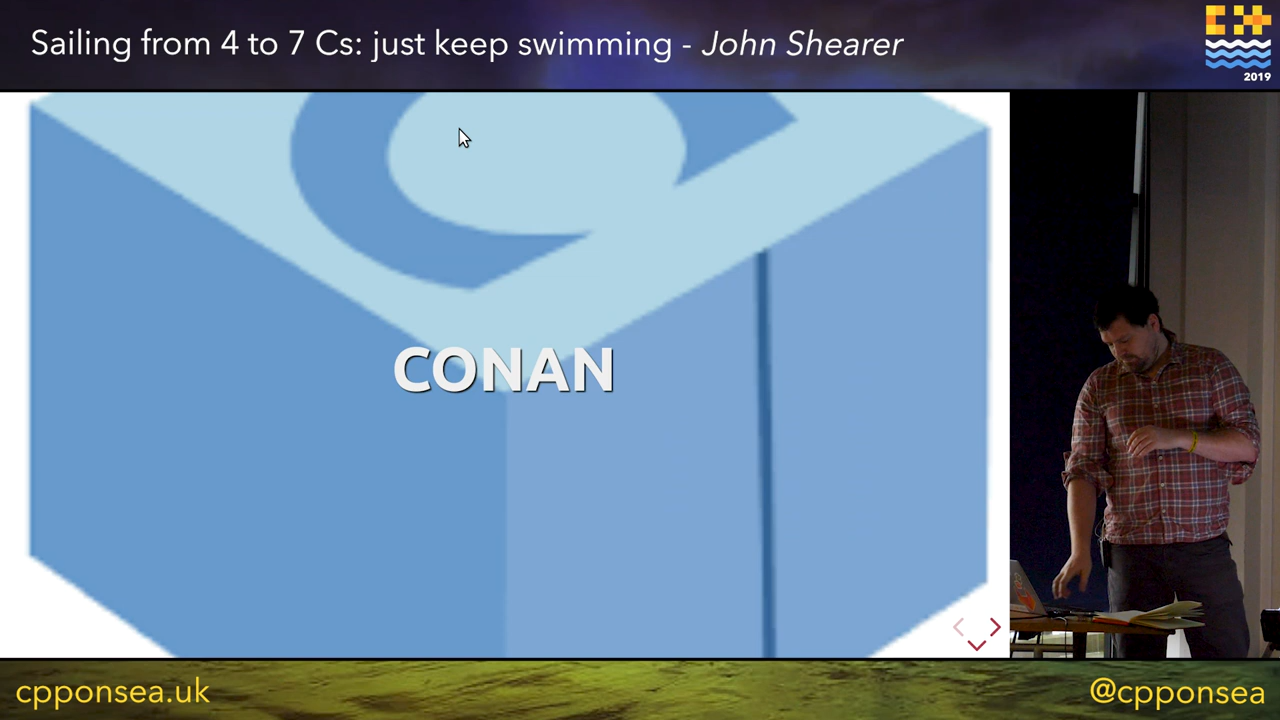 Sailing from 4 to 7 Cs: just keep swimming - John Shearer
2019
CONAN
cpponsea.uk
@cpponsea